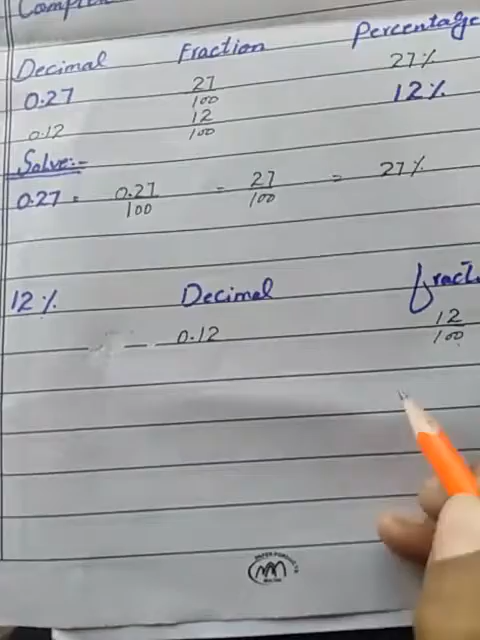 Decimal Fraction Percentage
0.27 27/100 27%
0.12 12/100 12%
Solve:-
0.27 = 0.27/100 = 27/100 = 27%
12% Decimal fract
0.12 12/100